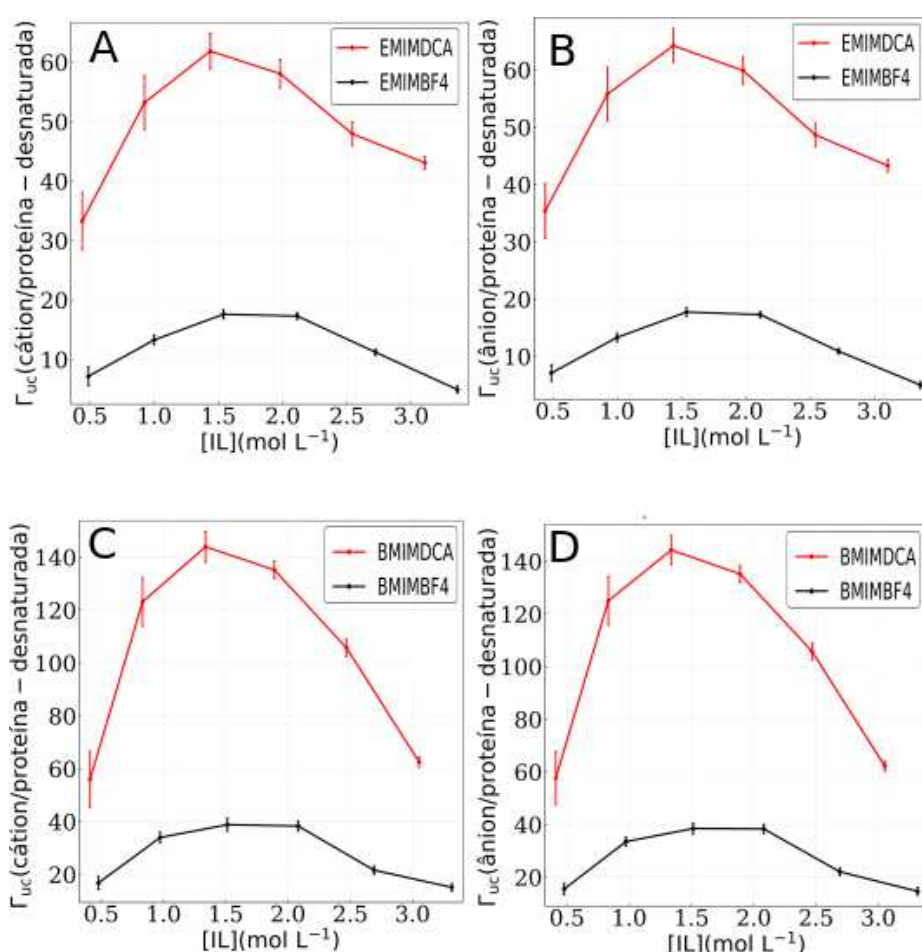 A
EMIMDCA
EMIMBF4
Γuc(cátion/proteína − desnaturada)
60
50
40
30
20
10
0.5 1.0 1.5 2.0 2.5 3.0
[IL](mol L⁻¹)
B
EMIMDCA
EMIMBF4
Γuc(ânion/proteína − desnaturada)
60
50
40
30
20
10
0.5 1.0 1.5 2.0 2.5 3.0
[IL](mol L⁻¹)
C
BMIMDCA
BMIMBF4
Γuc(cátion/proteína − desnaturada)
140
120
100
80
60
40
20
0.5 1.0 1.5 2.0 2.5 3.0
[IL](mol L⁻¹)
D
BMIMDCA
BMIMBF4
Γuc(ânion/proteína − desnaturada)
140
120
100
80
60
40
20
0.5 1.0 1.5 2.0 2.5 3.0
[IL](mol L⁻¹)